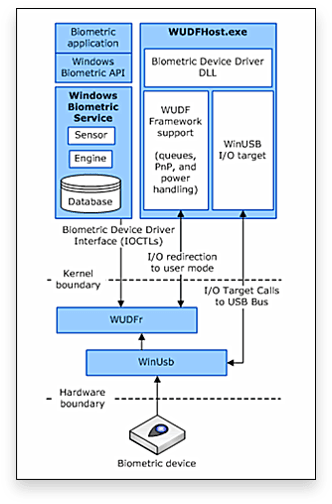 Biometric
application
Windows
Biometric API
Windows
Biometric
Service
Sensor
Engine
Database
WUDFHost.exe
Biometric Device Driver
DLL
WUDF
Framework
support
(queues,
PnP, and
power
handling)
WinUSB
I/O target
Biometric Device Driver
Interface (IOCTLs)
I/O redirection
to user mode
Kernel
boundary
I/O Target Calls
to USB Bus
WUDFr
WinUsb
Hardware
boundary
Biometric device